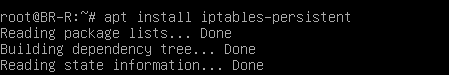 root@BR-R:~# apt install iptables-persistent
Reading package lists... Done
Building dependency tree... Done
Reading state information... Done